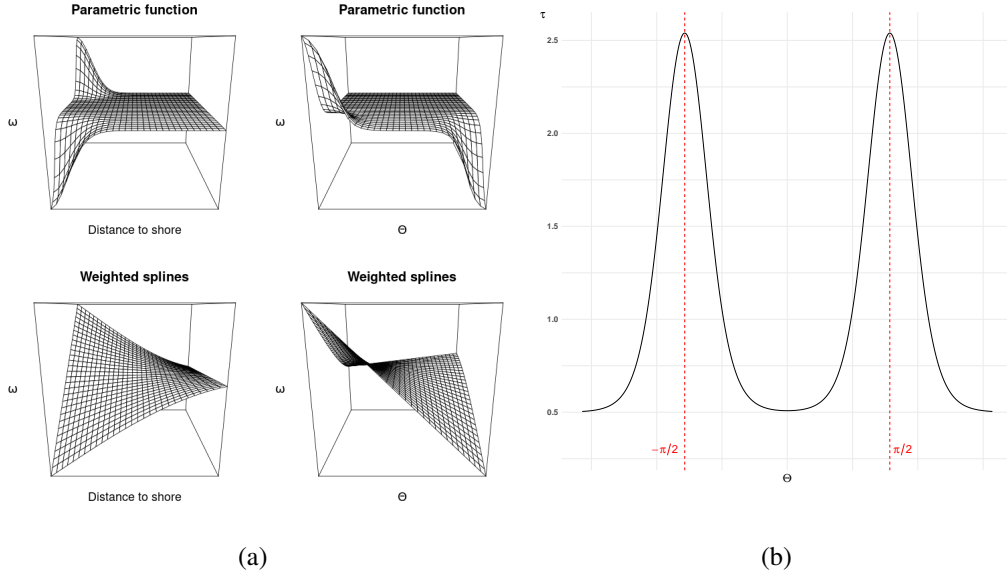 Parametric function
ω
Distance to shore
Parametric function
ω
Θ
Weighted splines
ω
Distance to shore
Weighted splines
ω
Θ
(a)
τ
2.5
2.0
1.5
1.0
0.5
−π/2
π/2
Θ
(b)